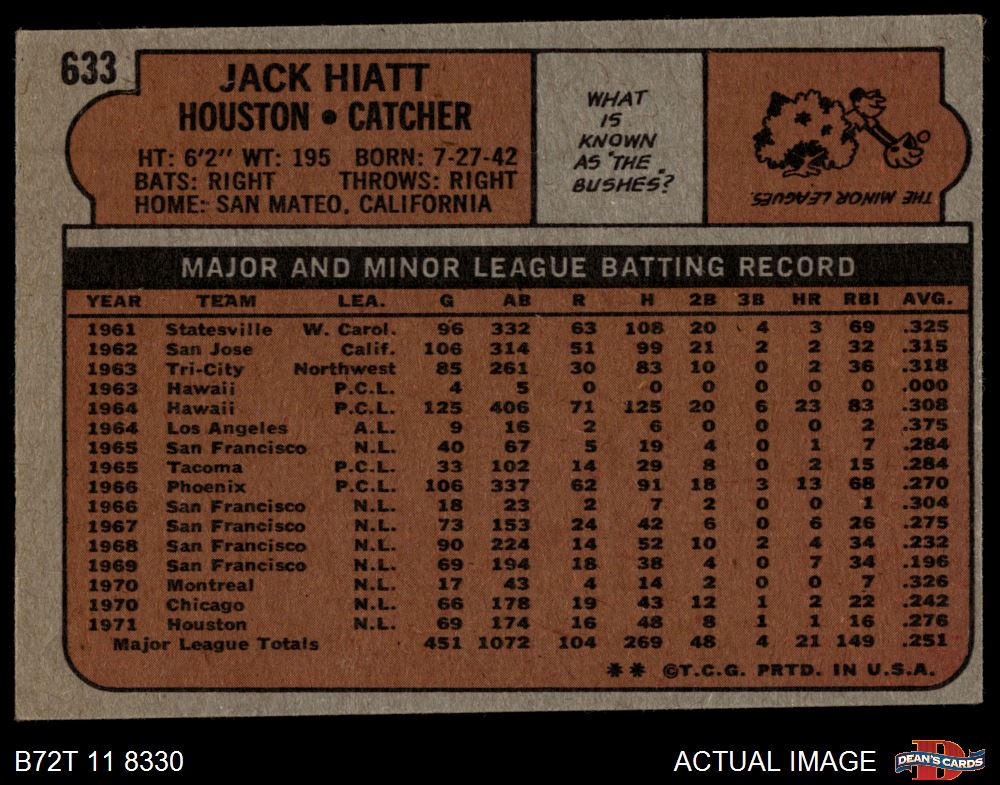 633
JACK HIATT
HOUSTON • CATCHER
HT: 6'2" WT: 195 BORN: 7-27-42
BATS: RIGHT THROWS: RIGHT
HOME: SAN MATEO, CALIFORNIA
WHAT
IS
KNOWN
AS "THE
BUSHES"?
THE MINOR LEAGUES.
MAJOR AND MINOR LEAGUE BATTING RECORD
YEAR TEAM LEA. G AB R H 2B 3B HR RBI AVG.
1961 Statesville W. Carol. 96 332 63 108 20 4 3 69 .325
1962 San Jose Calif. 106 314 51 99 21 2 2 32 .315
1963 Tri-City Northwest 85 261 30 83 10 0 2 36 .318
1963 Hawaii P.C.L. 4 5 0 0 0 0 0 0 .000
1964 Hawaii P.C.L. 125 406 71 125 20 6 23 83 .308
1964 Los Angeles A.L. 9 16 2 6 0 0 0 2 .375
1965 San Francisco N.L. 40 67 5 19 4 0 1 7 .284
1965 Tacoma P.C.L. 33 102 14 29 8 0 2 15 .284
1966 Phoenix P.C.L. 106 337 62 91 18 3 13 68 .270
1966 San Francisco N.L. 18 23 2 7 2 0 0 1 .304
1967 San Francisco N.L. 73 153 24 42 6 0 6 26 .275
1968 San Francisco N.L. 90 224 14 52 10 2 4 34 .232
1969 San Francisco N.L. 69 194 18 38 4 0 7 34 .196
1970 Montreal N.L. 17 43 4 14 2 0 0 7 .326
1970 Chicago N.L. 66 178 19 43 12 1 2 22 .242
1971 Houston N.L. 69 174 16 48 8 1 1 16 .276
Major League Totals 451 1072 104 269 48 4 21 149 .251
** ©T.C.G. PRTD. IN U.S.A.
B72T 11 8330
ACTUAL IMAGE
D
DEAN'S CARDS